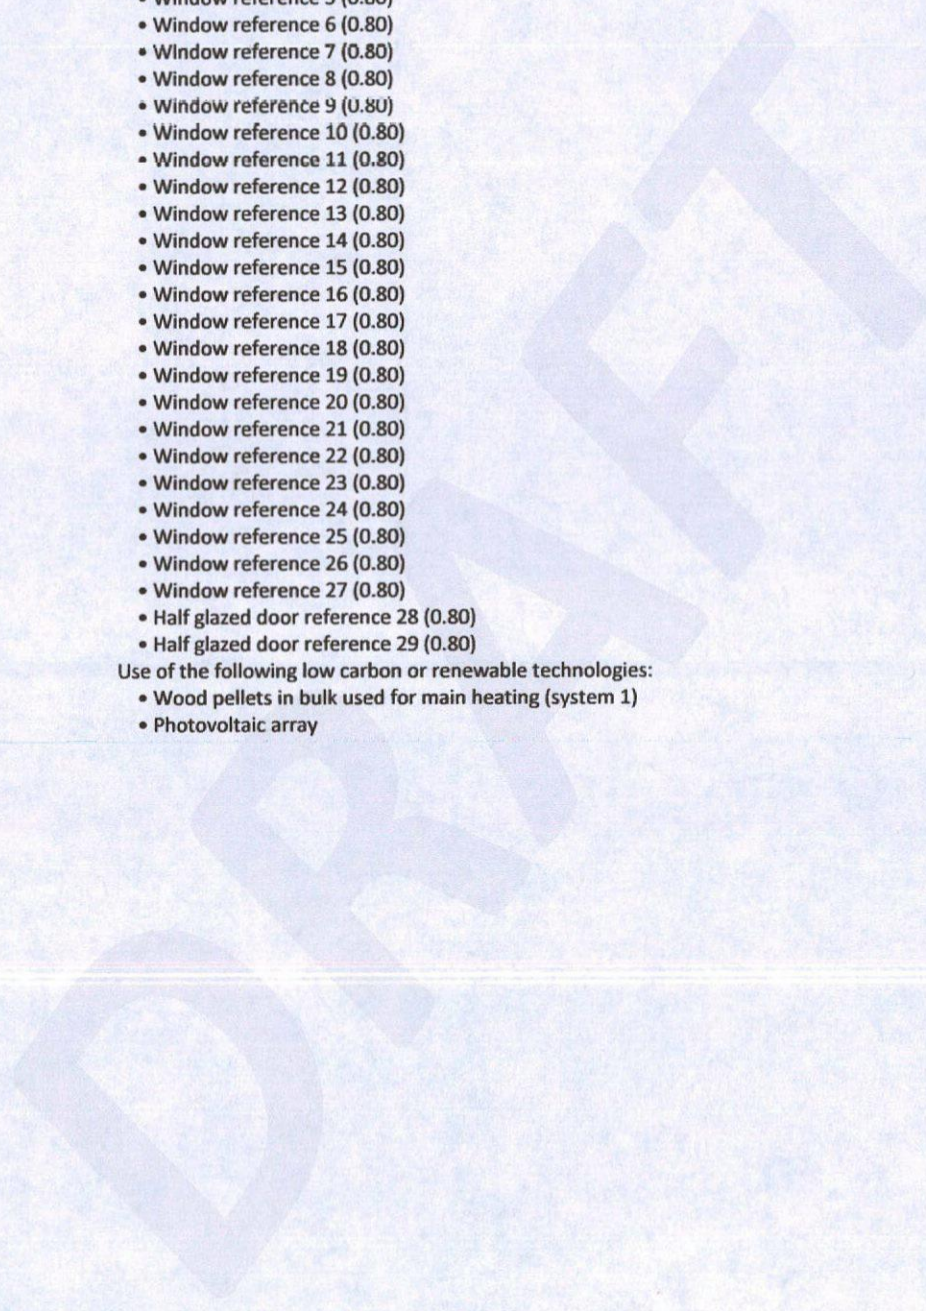 • Window reference 5 (0.80)
• Window reference 6 (0.80)
• Window reference 7 (0.80)
• Window reference 8 (0.80)
• Window reference 9 (0.80)
• Window reference 10 (0.80)
• Window reference 11 (0.80)
• Window reference 12 (0.80)
• Window reference 13 (0.80)
• Window reference 14 (0.80)
• Window reference 15 (0.80)
• Window reference 16 (0.80)
• Window reference 17 (0.80)
• Window reference 18 (0.80)
• Window reference 19 (0.80)
• Window reference 20 (0.80)
• Window reference 21 (0.80)
• Window reference 22 (0.80)
• Window reference 23 (0.80)
• Window reference 24 (0.80)
• Window reference 25 (0.80)
• Window reference 26 (0.80)
• Window reference 27 (0.80)
• Half glazed door reference 28 (0.80)
• Half glazed door reference 29 (0.80)
Use of the following low carbon or renewable technologies:
• Wood pellets in bulk used for main heating (system 1)
• Photovoltaic array
DRAFT